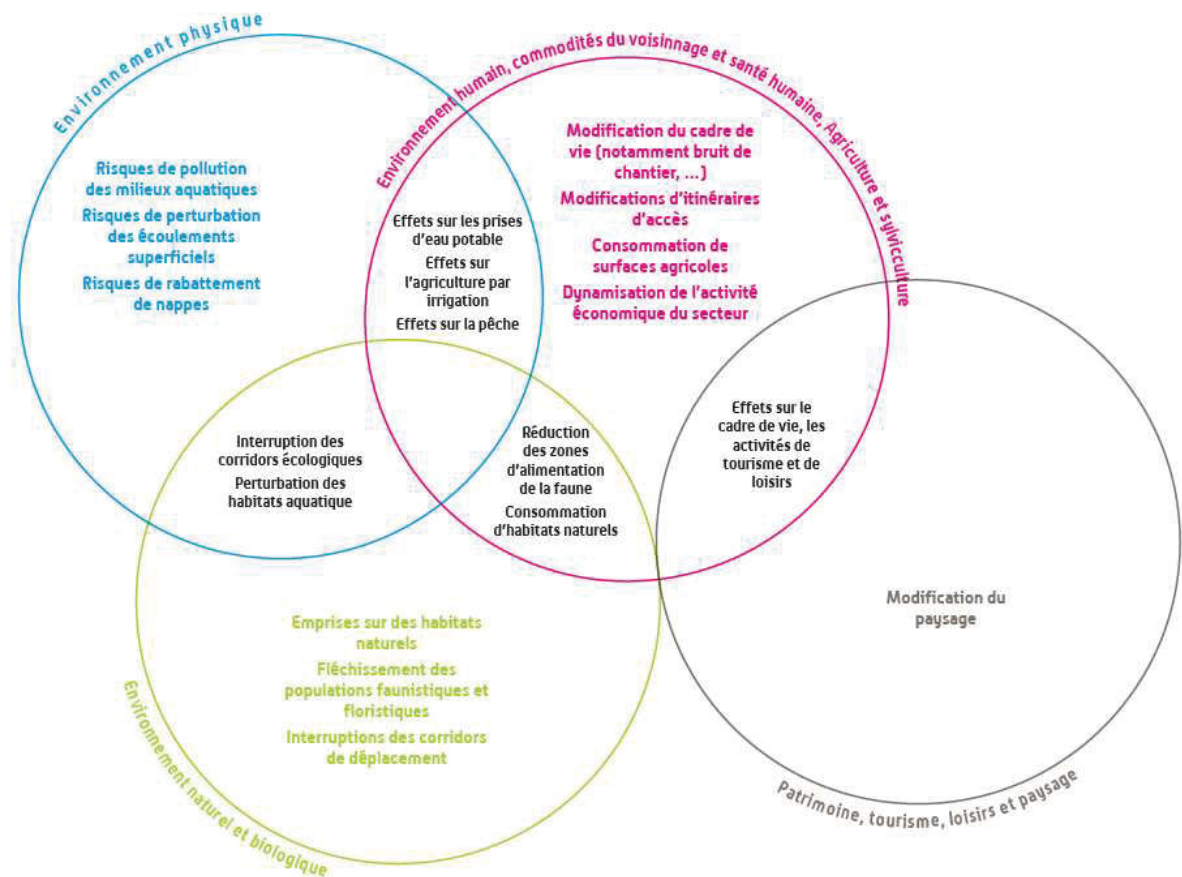 Environnement physique
Environnement humain, commodités du voisinnage et santé humaine, Agriculture et sylvicculture
Risques de pollution
des milieux aquatiques
Risques de perturbation
des écoulements
superficiels
Risques de rabattement
de nappes
Effets sur les prises
d'eau potable
Effets sur
l'agriculture par
irrigation
Effets sur la pêche
Modification du cadre de
vie (notamment bruit de
chantier, ...)
Modifications d'itinéraires
d'accès
Consommation de
surfaces agricoles
Dynamisation de l'activité
économique du secteur
Interruption des
corridors écologiques
Perturbation des
habitats aquatique
Réduction
des zones
d'alimentation
de la faune
Consommation
d'habitats naturels
Effets sur le
cadre de vie, les
activités de
tourisme et de
loisirs
Modification du
paysage
Emprises sur des habitats
naturels
Fléchissement des
populations faunistiques et
floristiques
Interruptions des corridors
de déplacement
Environnement naturel et biologique
Patrimoine, tourisme, loisirs et paysage